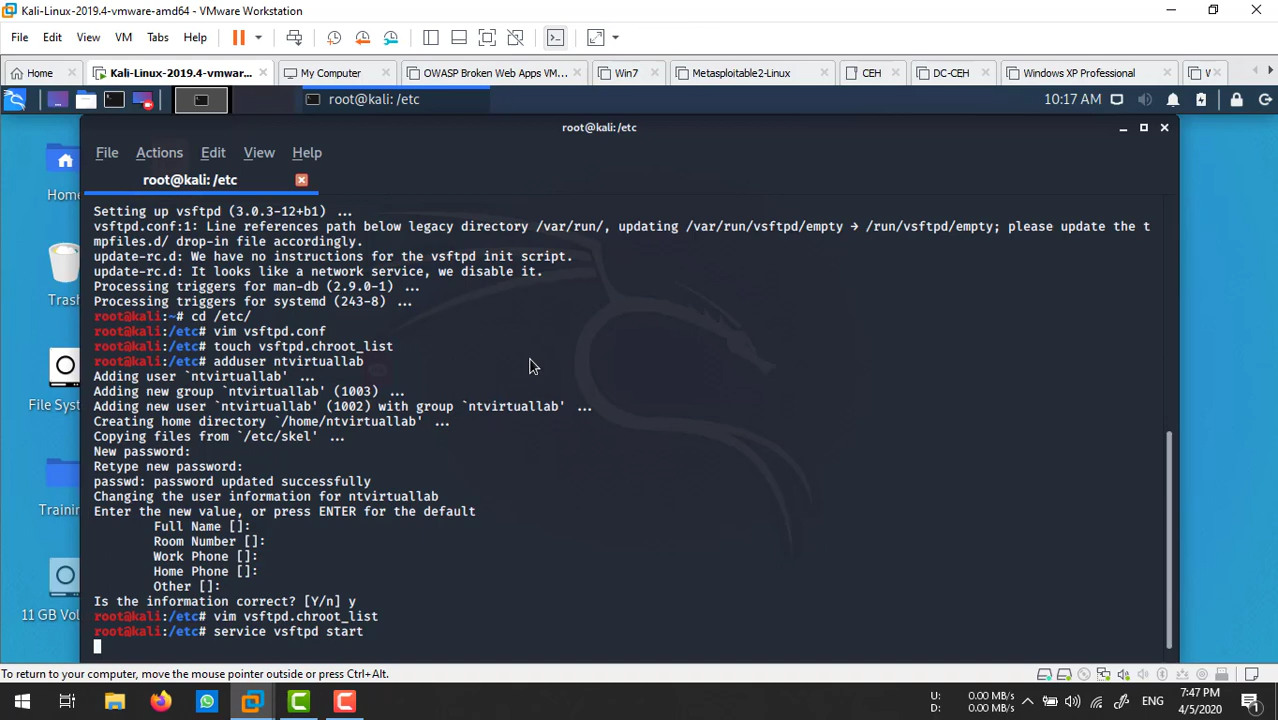 Kali-Linux-2019.4-vmware-amd64 - VMware Workstation
File Edit View VM Tabs Help
Home
Kali-Linux-2019.4-vmwar...
My Computer
OWASP Broken Web Apps VM...
Win7
Metasploitable2-Linux
CEH
DC-CEH
Windows XP Professional
W
root@kali: /etc
10:17 AM
root@kali: /etc
File Actions Edit View Help
root@kali: /etc
Home
Trash
File Sys
Training
11 GB Vol
Setting up vsftpd (3.0.3-12+b1) ...
vsftpd.conf:1: Line references path below legacy directory /var/run/, updating /var/run/vsftpd/empty → /run/vsftpd/empty; please update the t
mpfiles.d/ drop-in file accordingly.
update-rc.d: We have no instructions for the vsftpd init script.
update-rc.d: It looks like a network service, we disable it.
Processing triggers for man-db (2.9.0-1) ...
Processing triggers for systemd (243-8) ...
root@kali:~# cd /etc/
root@kali:/etc# vim vsftpd.conf
root@kali:/etc# touch vsftpd.chroot_list
root@kali:/etc# adduser ntvirtuallab
Adding user `ntvirtuallab' ...
Adding new group `ntvirtuallab' (1003) ...
Adding new user `ntvirtuallab' (1002) with group `ntvirtuallab' ...
Creating home directory `/home/ntvirtuallab' ...
Copying files from `/etc/skel' ...
New password:
Retype new password:
passwd: password updated successfully
Changing the user information for ntvirtuallab
Enter the new value, or press ENTER for the default
Full Name []:
Room Number []:
Work Phone []:
Home Phone []:
Other []:
Is the information correct? [Y/n] y
root@kali:/etc# vim vsftpd.chroot_list
root@kali:/etc# service vsftpd start
To return to your computer, move the mouse pointer outside or press Ctrl+Alt.
U: 0.00 MB/s
D: 0.00 MB/s
ENG
7:47 PM
4/5/2020
1